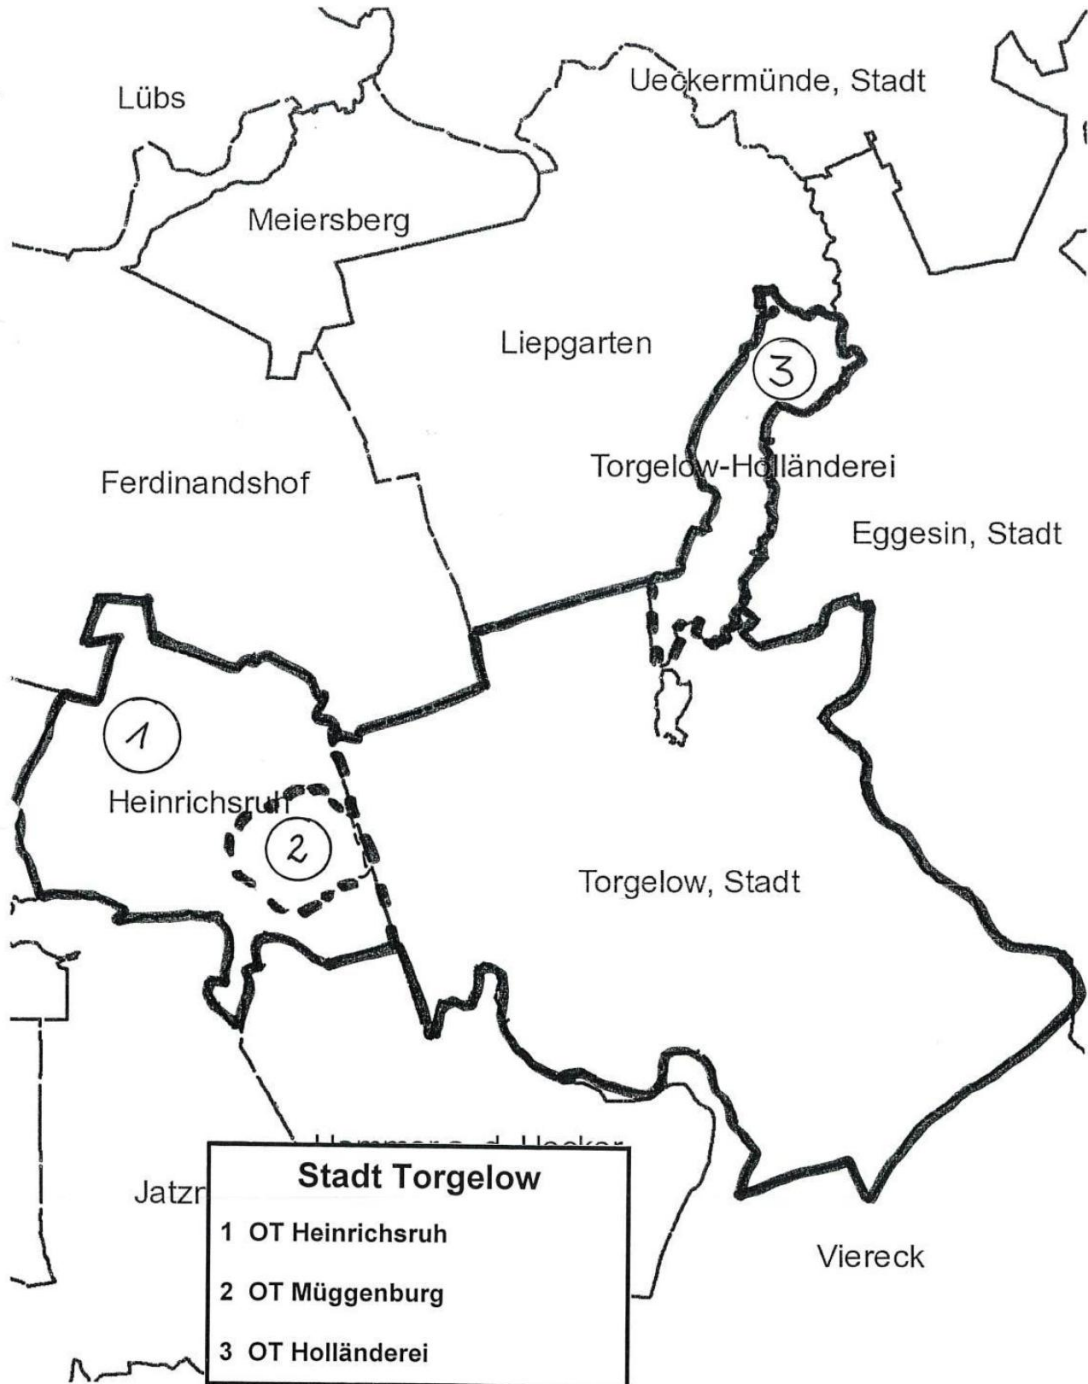 Ueckermünde, Stadt
Lübs
Meiersberg
Liepgarten
3
Torgelow-Holländerei
Ferdinandshof
Eggesin, Stadt
1
Heinrichsruh
2
Torgelow, Stadt
Jatzn
Viereck
Stadt Torgelow
1 OT Heinrichsruh
2 OT Müggenburg
3 OT Holländerei